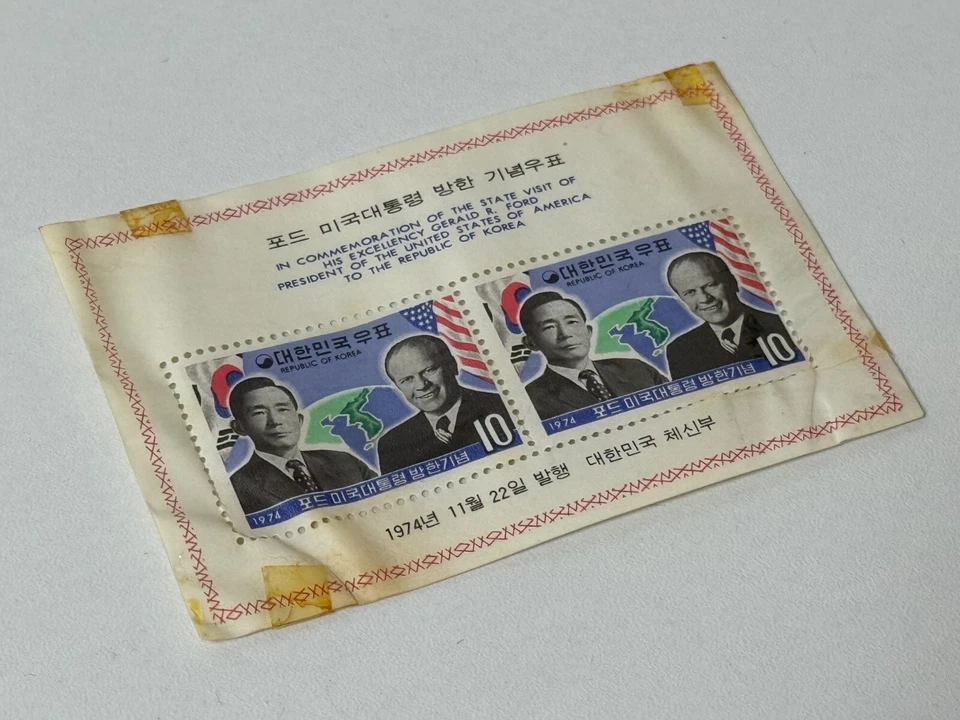 포드 미국대통령 방한 기념우표
IN COMMEMORATION OF THE STATE VISIT OF
HIS EXCELLENCY GERALD R. FORD
PRESIDENT OF THE UNITED STATES OF AMERICA
TO THE REPUBLIC OF KOREA
대한민국우표
REPUBLIC OF KOREA
10
1974 포드 미국대통령 방한기념
대한민국우표
REPUBLIC OF KOREA
10
1974 포드 미국대통령 방한기념
1974년 11월 22일 발행 대한민국 체신부